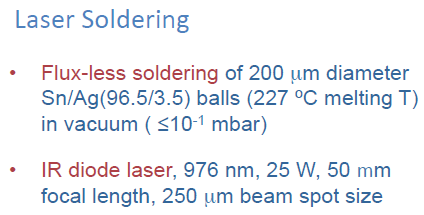 Laser Soldering
• Flux-less soldering of 200 μm diameter
Sn/Ag(96.5/3.5) balls (227 ºC melting T)
in vacuum ( ≤10⁻¹ mbar)
• IR diode laser, 976 nm, 25 W, 50 mm
focal length, 250 μm beam spot size